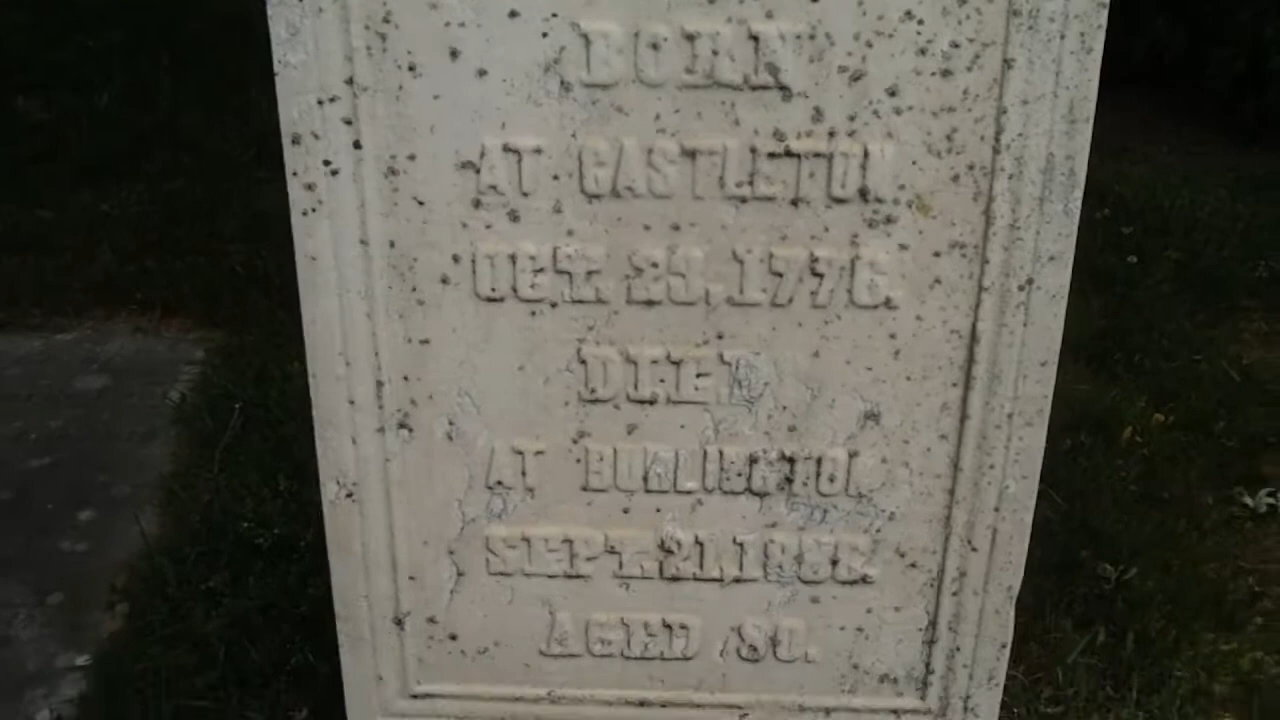 BORN
AT CASTLETON
OCT. 1776.
DIED
AT BURLINGTON
SEPT. 21,
AGED 80.